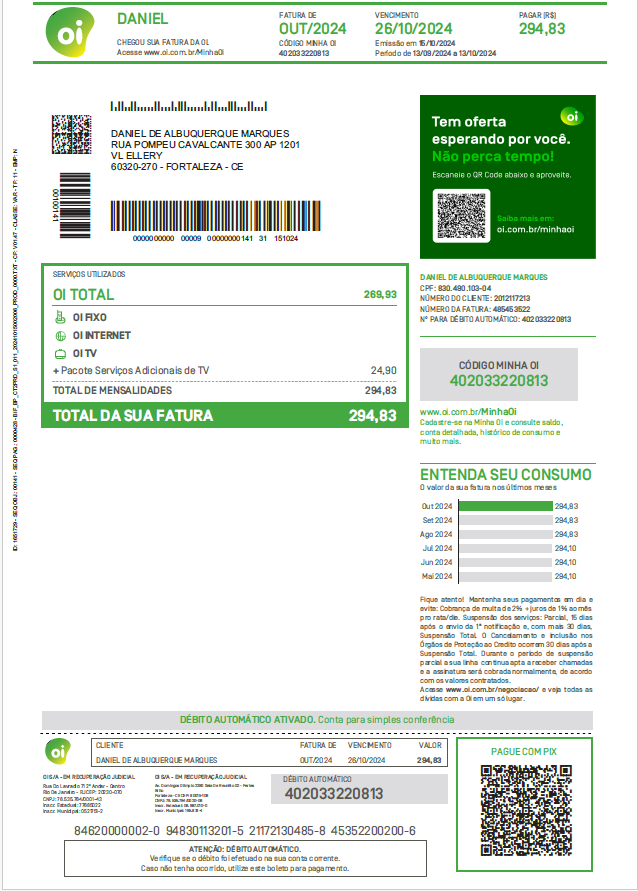 oi
DANIEL
CHEGOU SUA FATURA DA OI.
Acesse www.oi.com.br/MinhaOi
FATURA DE
OUT/2024
CÓDIGO MINHA OI
402033220813
VENCIMENTO
26/10/2024
Emissão em 15/10/2024
Período de 13/09/2024 a 13/10/2024
PAGAR (R$)
294,83
DANIEL DE ALBUQUERQUE MARQUES
RUA POMPEU CAVALCANTE 300 AP 1201
VL ELLERY
60320-270 - FORTALEZA - CE
00100141
0000000000 00009 00000000141 31 151024
oi
Tem oferta
esperando por você.
Não perca tempo!
Escaneie o QR Code abaixo e aproveite.
Saiba mais em:
oi.com.br/minhaoi
SERVIÇOS UTILIZADOS
OI TOTAL 269,93
OI FIXO
OI INTERNET
OI TV
+ Pacote Serviços Adicionais de TV 24,90
TOTAL DE MENSALIDADES 294,83
TOTAL DA SUA FATURA 294,83
DANIEL DE ALBUQUERQUE MARQUES
CPF: 830.490.103-04
NÚMERO DO CLIENTE: 2012117213
NÚMERO DA FATURA: 485453522
Nº PARA DÉBITO AUTOMÁTICO: 402033220813
CÓDIGO MINHA OI
402033220813
www.oi.com.br/MinhaOi
Cadastre-se na Minha Oi e consulte saldo,
conta detalhada, histórico de consumo e
muito mais.
ENTENDA SEU CONSUMO
O valor da sua fatura nos últimos meses
Out 2024 294,83
Set 2024 294,83
Ago 2024 294,83
Jul 2024 294,10
Jun 2024 294,10
Mai 2024 294,10
Fique atento! Mantenha seus pagamentos em dia e
evite: Cobrança de multa de 2% + juros de 1% ao mês
pro rata/die. Suspensão dos serviços: Parcial, 15 dias
após o envio da 1ª notificação e, com mais 30 dias,
Suspensão Total. O Cancelamento e inclusão nos
Órgãos de Proteção ao Credito ocorrem 30 dias após a
Suspensão Total. Durante o período de suspensão
parcial a sua linha continua apta a receber chamadas
e a assinatura será cobrada normalmente, de acordo
com os valores contratados.
Acesse www.oi.com.br/negociacao/ e veja todas as
dívidas com a Oi em um só lugar.
DÉBITO AUTOMÁTICO ATIVADO. Conta para simples conferência
oi
CLIENTE FATURA DE VENCIMENTO VALOR
DANIEL DE ALBUQUERQUE MARQUES OUT/2024 26/10/2024 294,83
OI S/A - EM RECUPERAÇÃO JUDICIAL
Rua Do Lavradio 71 2º Andar - Centro
Rio De Janeiro - RJ CEP: 20230-070
CNPJ: 76.535.764/0001-43
OI S/A - EM RECUPERAÇÃO JUDICIAL
DÉBITO AUTOMÁTICO
402033220813
84620000002-0 94830113201-5 21172130485-8 45352200200-6
ATENÇÃO: DÉBITO AUTOMÁTICO.
Verifique se o débito foi efetuado na sua conta corrente.
Caso não tenha ocorrido, utilize este boleto para pagamento.
PAGUE COM PIX